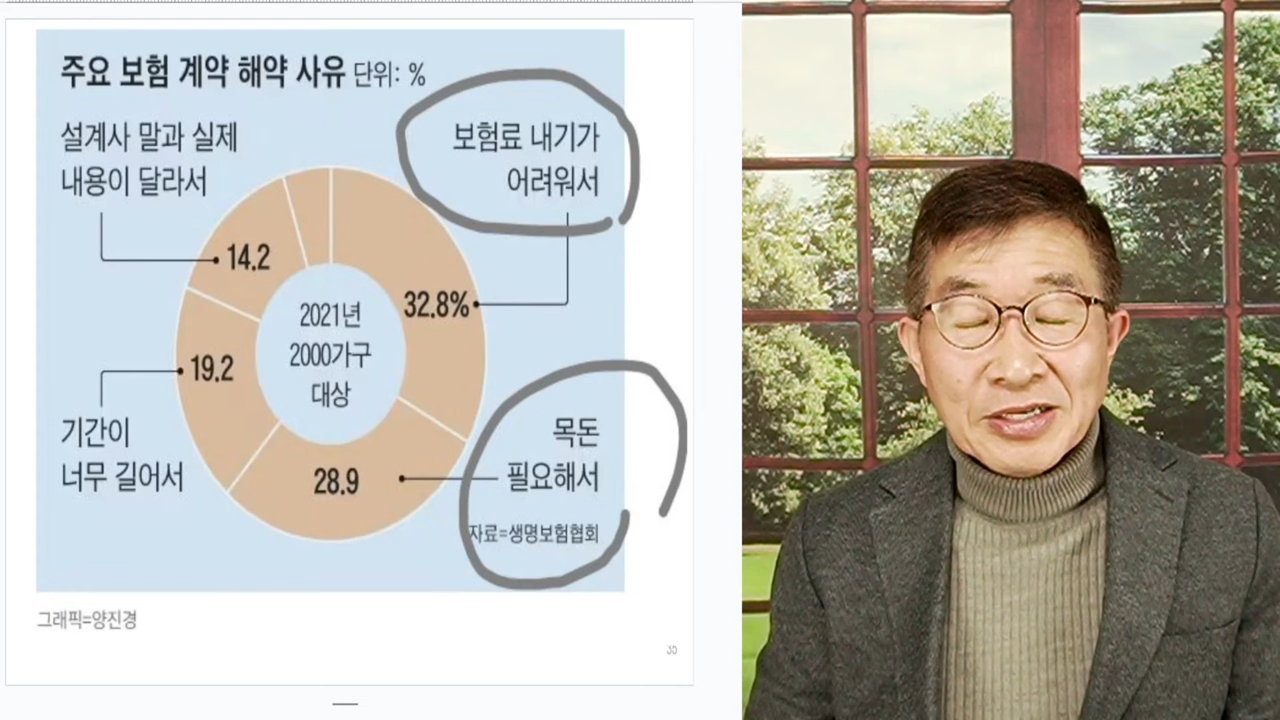 주요 보험 계약 해약 사유 단위: %
설계사 말과 실제
내용이 달라서
보험료 내기가
어려워서
14.2
32.8%
2021년
2000가구
대상
19.2
기간이
너무 길어서
28.9
목돈
필요해서
자료=생명보험협회
그래픽=양진경
35